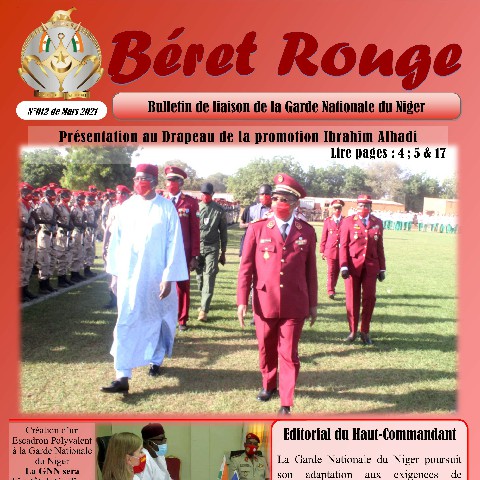 Béret Rouge
N°012 de Mars 2021
Bulletin de liaison de la Garde Nationale du Niger
Présentation au Drapeau de la promotion Ibrahim Alhadi
Lire pages : 4 ; 5 & 17
Création d'un
Escadron Polyvalent
à la Garde Nationale
du Niger
La GNN sera
Editorial du Haut-Commandant
La Garde Nationale du Niger poursuit
son adaptation aux exigences de